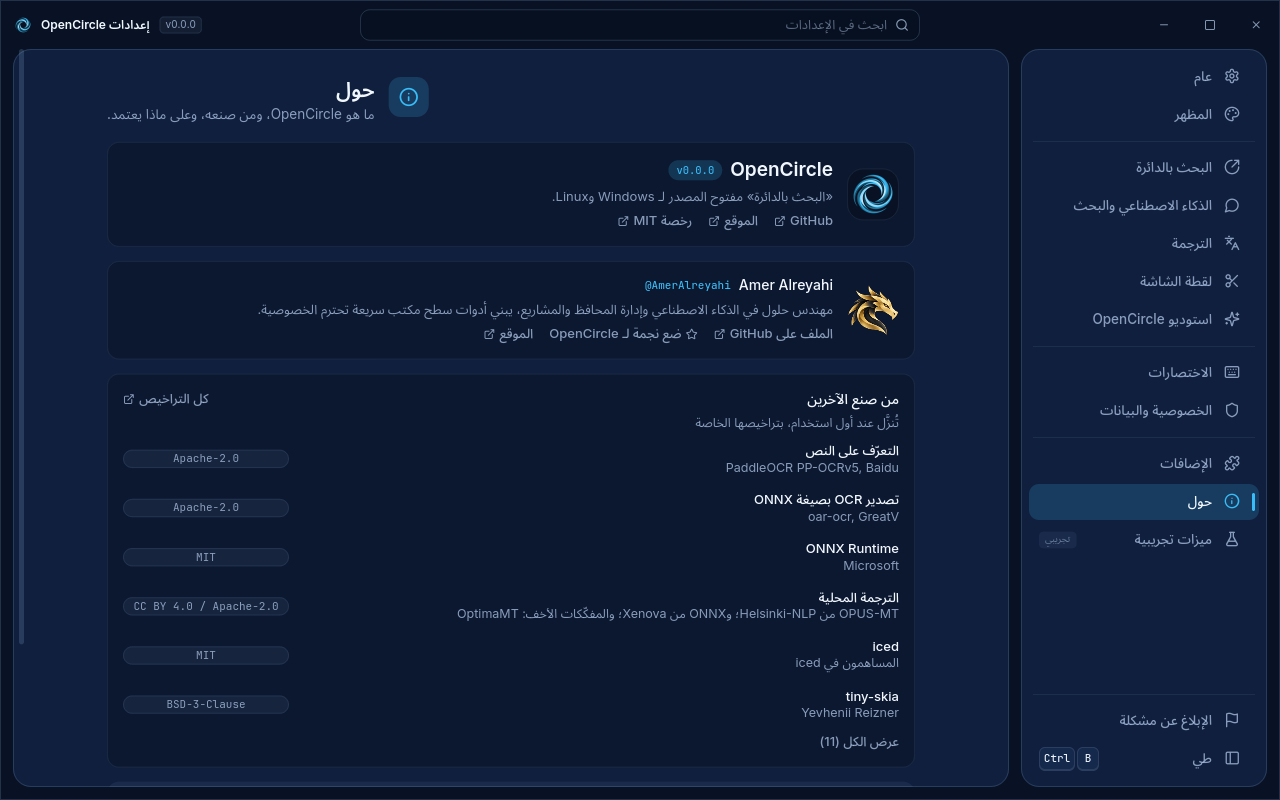 إعدادات OpenCircle
v0.0.0
ابحث في الإعدادات
عام
المظهر
البحث بالدائرة
الذكاء الاصطناعي والبحث
الترجمة
لقطة الشاشة
استوديو OpenCircle
الاختصارات
الخصوصية والبيانات
الإضافات
حول
ميزات تجريبية
تجريبي
الإبلاغ عن مشكلة
طي
Ctrl B
حول
ما هو OpenCircle، ومن صنعه، وعلى ماذا يعتمد.
OpenCircle v0.0.0
«البحث بالدائرة» مفتوح المصدر لـ Windows وLinux.
GitHub الموقع رخصة MIT
Amer Alreyahi @AmerAlreyahi
مهندس حلول في الذكاء الاصطناعي وإدارة المحافظ والمشاريع، يبني أدوات سطح مكتب سريعة تحترم الخصوصية.
الملف على GitHub ضع نجمة لـ OpenCircle الموقع
من صنع الآخرين
كل التراخيص
تُنزَّل عند أول استخدام، بتراخيصها الخاصة
التعرّف على النص
PaddleOCR PP-OCRv5, Baidu
Apache-2.0
تصدير OCR بصيغة ONNX
oar-ocr, GreatV
Apache-2.0
ONNX Runtime
Microsoft
MIT
الترجمة المحلية
OPUS-MT من Helsinki-NLP؛ وONNX من Xenova؛ والمفكّكات الأخف: OptimaMT
CC BY 4.0 / Apache-2.0
iced
المساهمون في iced
MIT
tiny-skia
Yevhenii Reizner
BSD-3-Clause
عرض الكل (11)